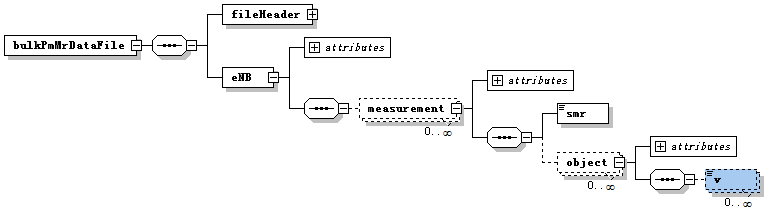 fileHeader
bulkPmMrDataFile
attributes
eNB
attributes
measurement
0..∞
smr
attributes
object
0..∞
v
0..∞